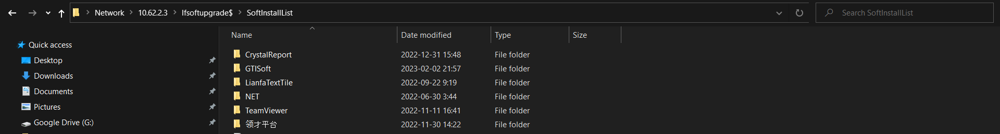 Network > 10.62.2.3 > lfsoftupgrade$ > SoftInstallList
Search SoftInstallList
Name Date modified Type Size
Quick access
Desktop
Downloads
Documents
Pictures
Google Drive (G:)
CrystalReport 2022-12-31 15:48 File folder
GTISoft 2023-02-02 21:57 File folder
LianfaTextTile 2022-09-22 9:19 File folder
NET 2022-06-30 3:44 File folder
TeamViewer 2022-11-11 16:41 File folder
领才平台 2022-11-30 14:22 File folder